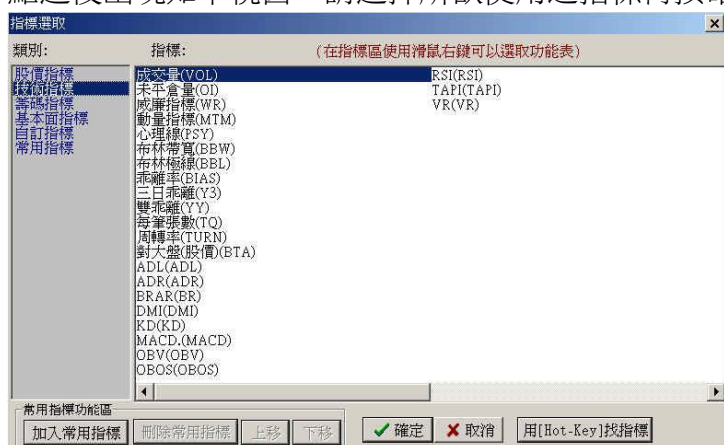 指標選取
類別:
指標:
(在指標區使用滑鼠右鍵可以選取功能表)
股價指標
技術指標
籌碼指標
基本面指標
自訂指標
常用指標
成交量(VOL)
未平倉量(OI)
威廉指標(WR)
動量指標(MTM)
心理線(PSY)
布林帶寬(BBW)
布林極線(BBL)
乖離率(BIAS)
三日乖離(Y3)
雙乖離(YY)
每筆張數(TQ)
周轉率(TURN)
對大盤(股價)(BTA)
ADL(ADL)
ADR(ADR)
BRAR(BR)
DMI(DMI)
KD(KD)
MACD.(MACD)
OBV(OBV)
OBOS(OBOS)
RSI(RSI)
TAPI(TAPI)
VR(VR)
常用指標功能區
加入常用指標
刪除常用指標
上移
下移
確定
取消
用[Hot-Key]找指標